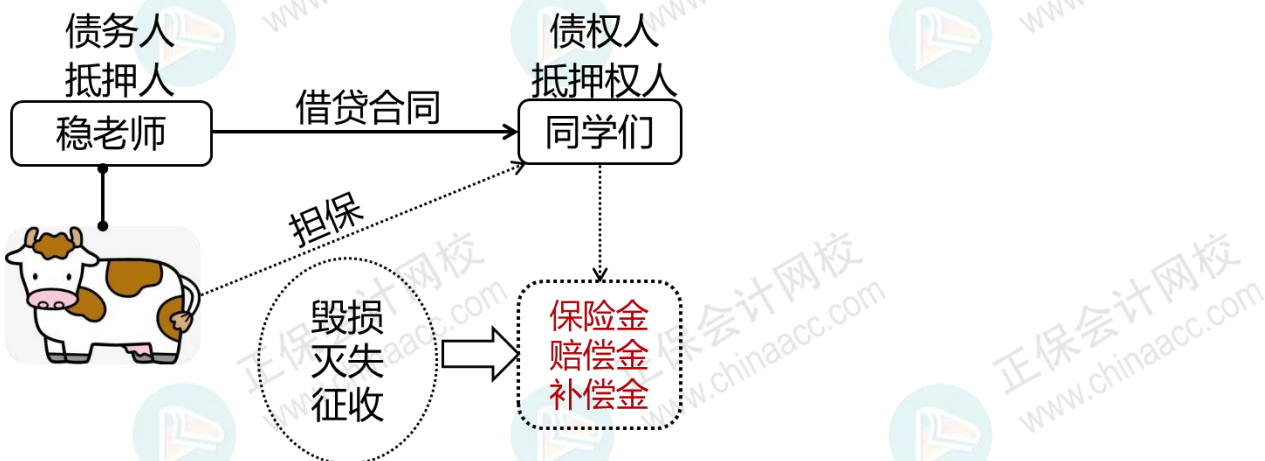 债务人
抵押人
稳老师
借贷合同
债权人
抵押权人
同学们
担保
毁损
灭失
征收
保险金
赔偿金
补偿金
正保会计网校
www.chinaacc.com
正保会计网校
www.chinaacc.com
正保会计网校
www.chinaacc.com